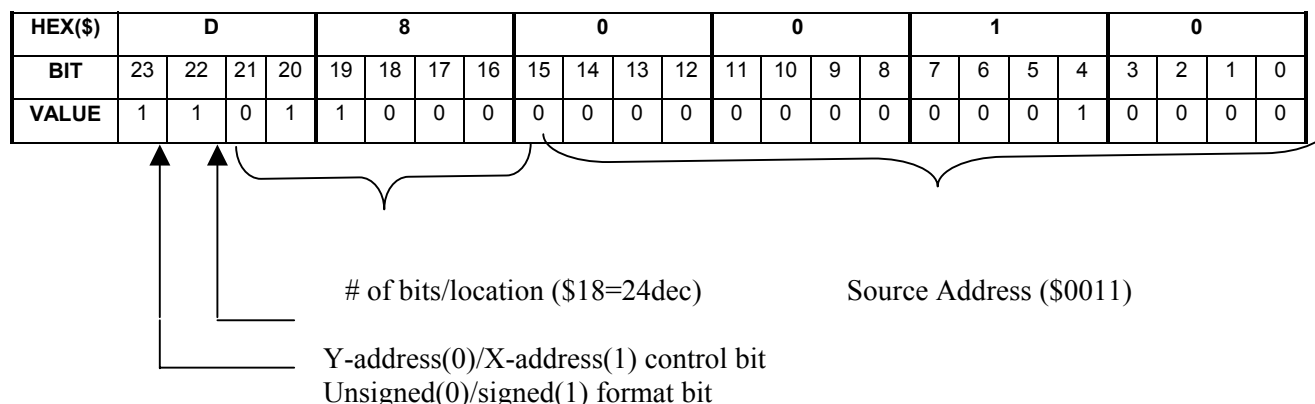 HEX($) D 8 0 0 1 0
BIT 23 22 21 20 19 18 17 16 15 14 13 12 11 10 9 8 7 6 5 4 3 2 1 0
VALUE 1 1 0 1 1 0 0 0 0 0 0 0 0 0 0 0 0 0 0 1 0 0 0 0
# of bits/location ($18=24dec) Source Address ($0011)
Y-address(0)/X-address(1) control bit
Unsigned(0)/signed(1) format bit